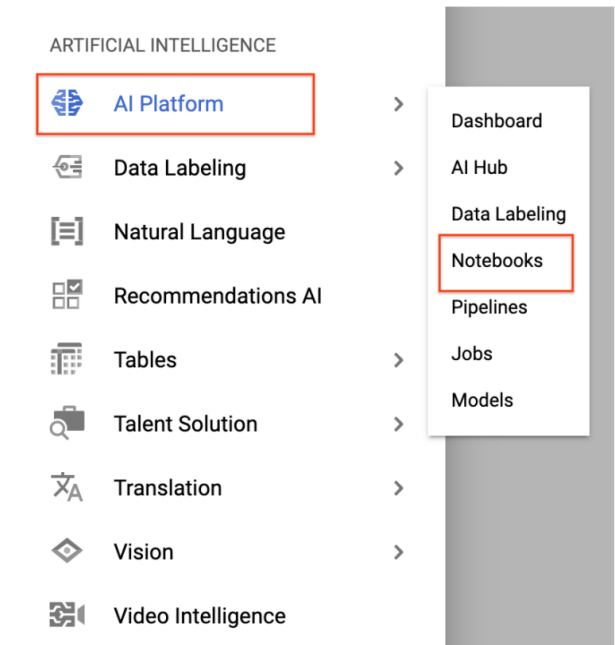 ARTIFICIAL INTELLIGENCE
AI Platform
Data Labeling
Natural Language
Recommendations AI
Tables
Talent Solution
Translation
Vision
Video Intelligence
Dashboard
AI Hub
Data Labeling
Notebooks
Pipelines
Jobs
Models